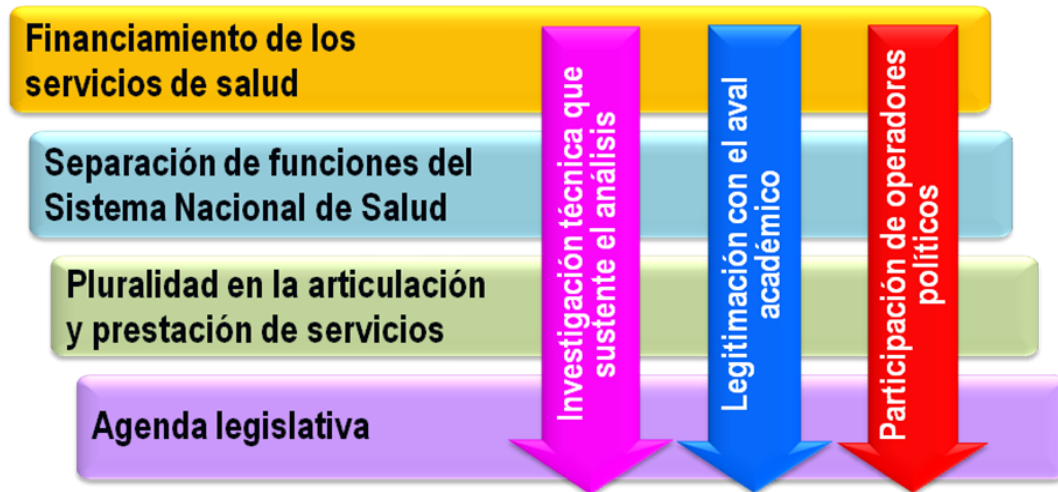 Financiamiento de los
servicios de salud
Separación de funciones del
Sistema Nacional de Salud
Pluralidad en la articulación
y prestación de servicios
Agenda legislativa
Investigación técnica que
sustente el análisis
Legitimación con el aval
académico
Participación de operadores
políticos